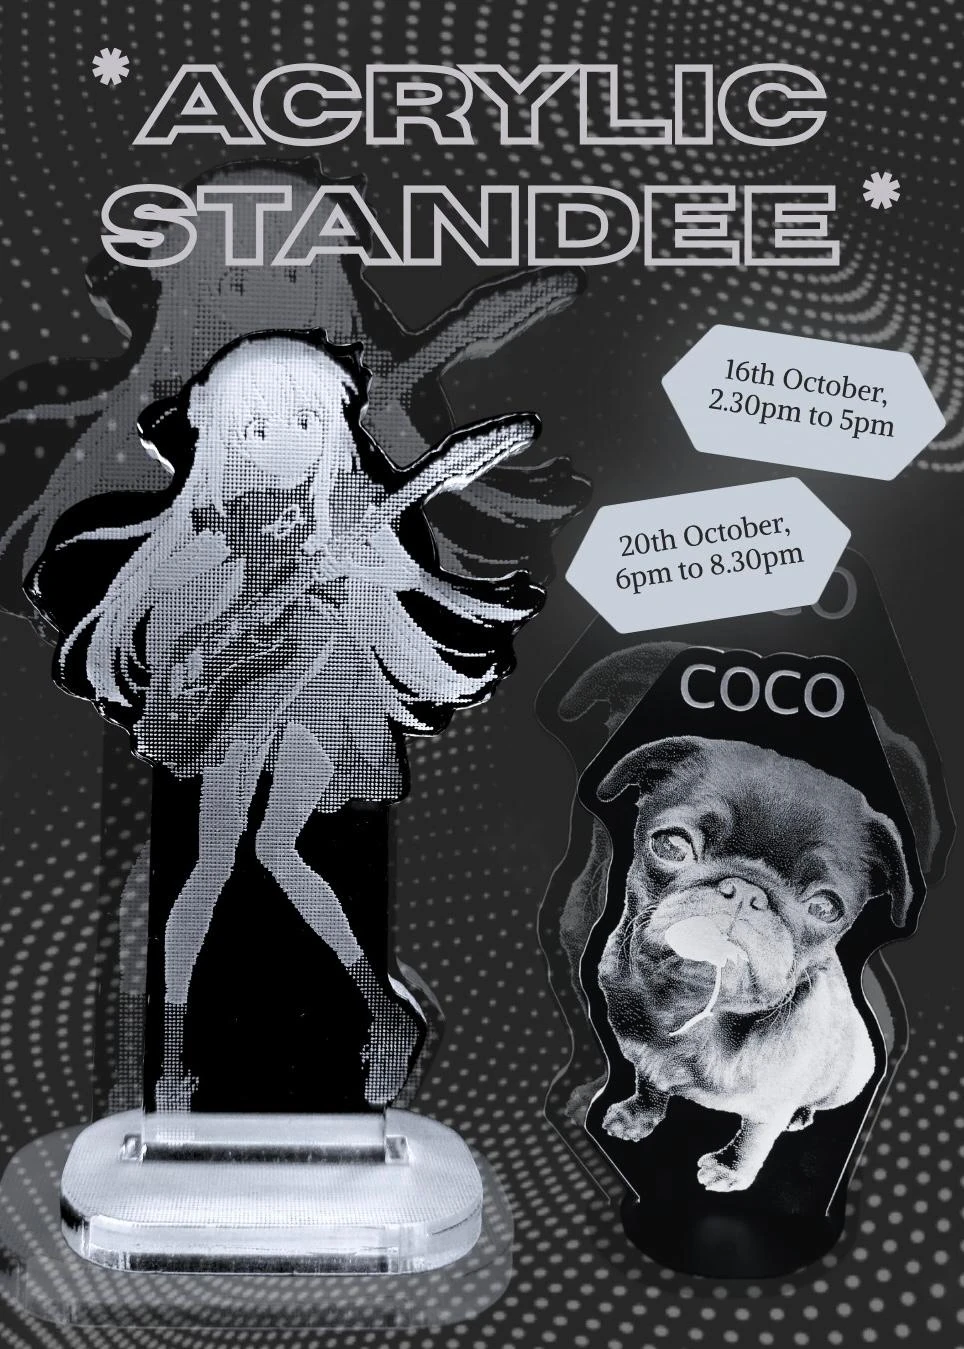 *ACRYLIC
STANDEE*
16th October,
2.30pm to 5pm
20th October,
6pm to 8.30pm
COCO